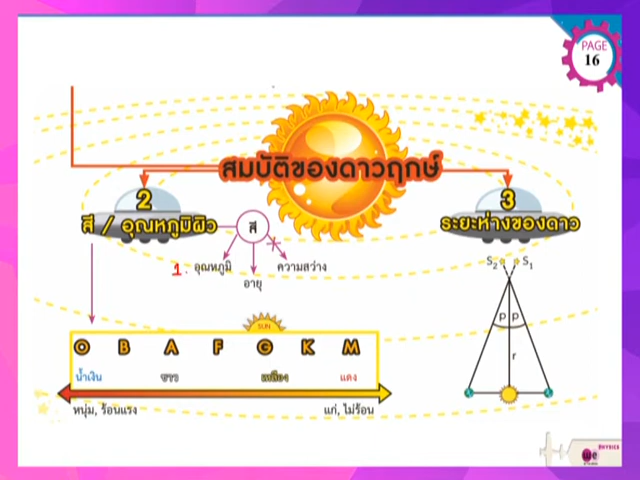 PAGE
16
สมบัติของดาวฤกษ์
2
สี / อุณหภูมิผิว
สี
3
ระยะห่างของดาว
1. อุณหภูมิ
อายุ
ความสว่าง
S₂ S₁
P P
r
SUN
O B A F G K M
น้ำเงิน ขาว เหลือง แดง
หนุ่ม, ร้อนแรง แก่, ไม่ร้อน
PHYSICS
we